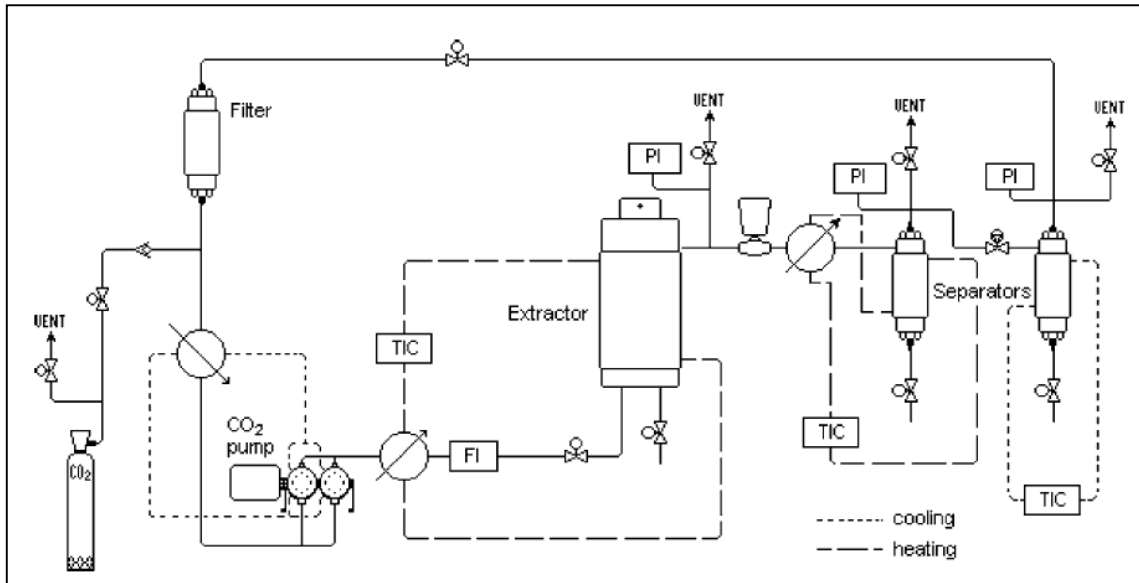 Filter
VENT
VENT
VENT
PI
PI
PI
VENT
Extractor
Separators
TIC
CO2
pump
FI
TIC
CO2
TIC
cooling
heating